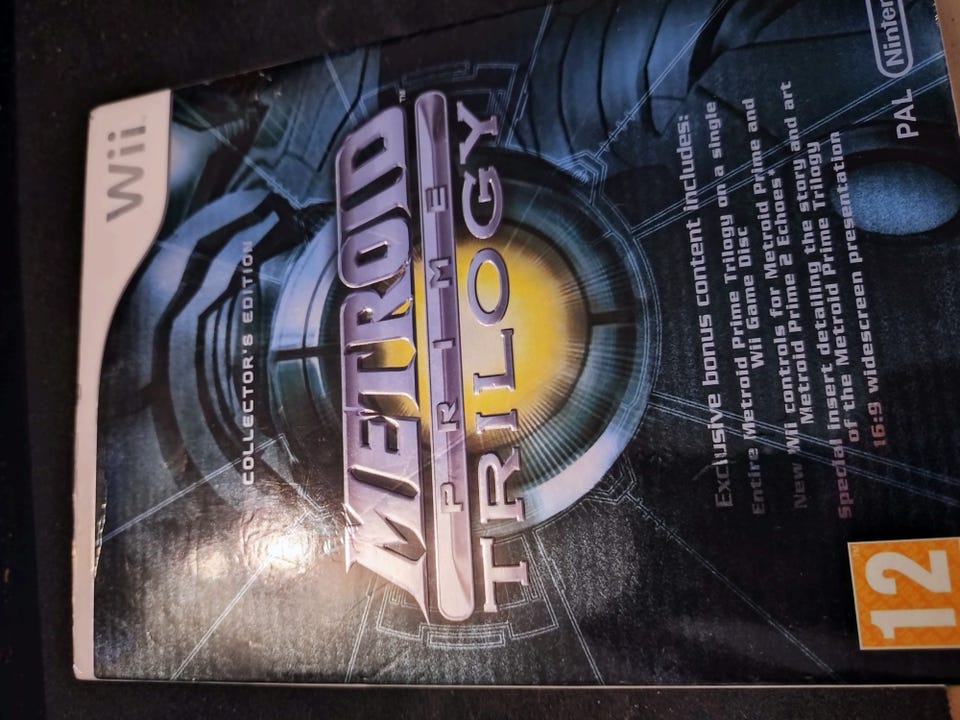 Wii™
COLLECTOR'S EDITION
METROID™
PRIME
TRILOGY
Exclusive bonus content includes:
Entire Metroid Prime Trilogy on a single
Wii Game Disc
New Wii controls for Metroid Prime and
Metroid Prime 2 Echoes*
Special insert detailing the story and art
of the Metroid Prime Trilogy
16:9 widescreen presentation
12
PAL